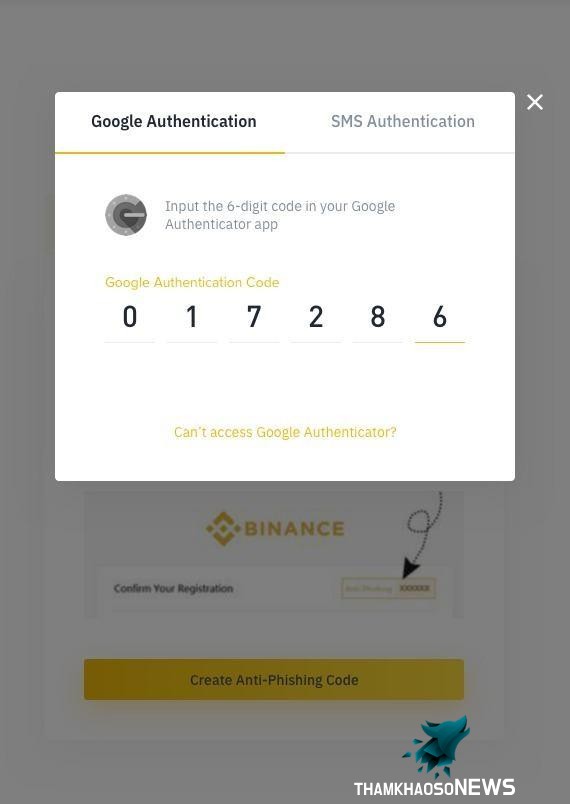 Google Authentication
SMS Authentication
Input the 6-digit code in your Google
Authenticator app
Google Authentication Code
0 1 7 2 8 6
Can't access Google Authenticator?
BINANCE
Confirm Your Registration
Anti-Phishing XXXXXX
Create Anti-Phishing Code
THAMKHAOSONEWS